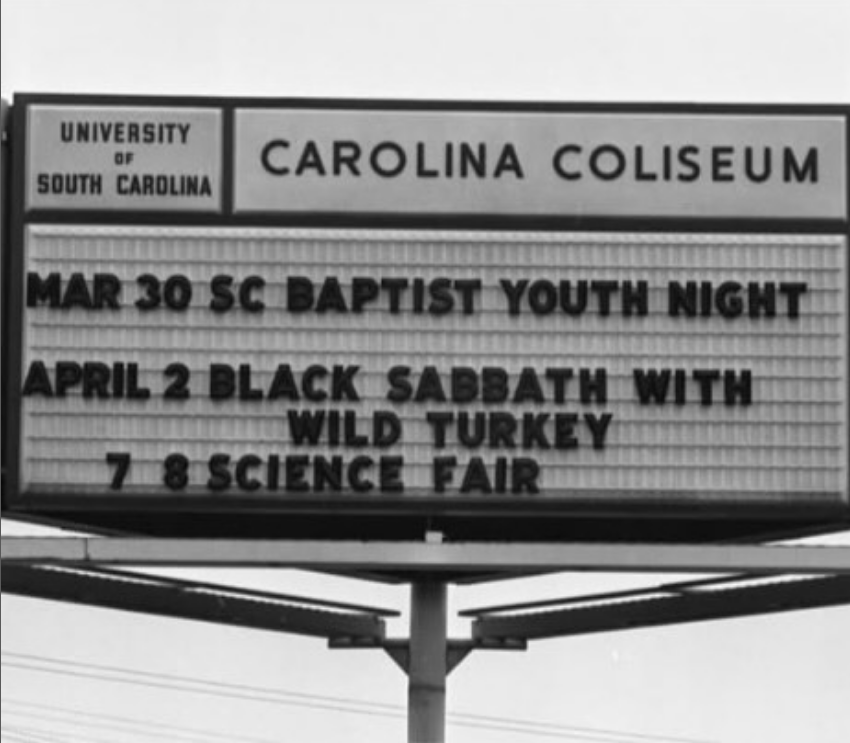 UNIVERSITY
OF
SOUTH CAROLINA
CAROLINA COLISEUM
MAR 30 SC BAPTIST YOUTH NIGHT
APRIL 2 BLACK SABBATH WITH
WILD TURKEY
7 8 SCIENCE FAIR